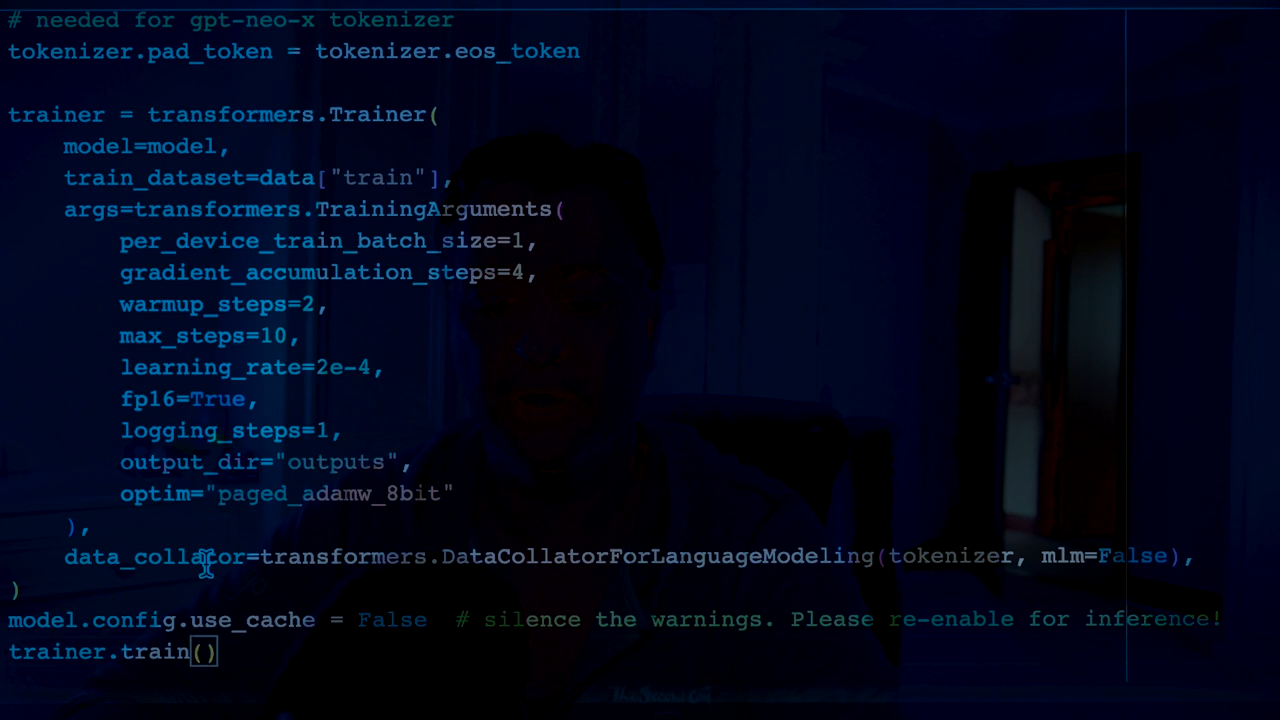 # needed for gpt-neo-x tokenizer
tokenizer.pad_token = tokenizer.eos_token
trainer = transformers.Trainer(
model=model,
train_dataset=data["train"],
args=transformers.TrainingArguments(
per_device_train_batch_size=1,
gradient_accumulation_steps=4,
warmup_steps=2,
max_steps=10,
learning_rate=2e-4,
fp16=True,
logging_steps=1,
output_dir="outputs",
optim="paged_adamw_8bit"
),
data_collator=transformers.DataCollatorForLanguageModeling(tokenizer, mlm=False),
)
model.config.use_cache = False  # silence the warnings. Please re-enable for inference!
trainer.train()